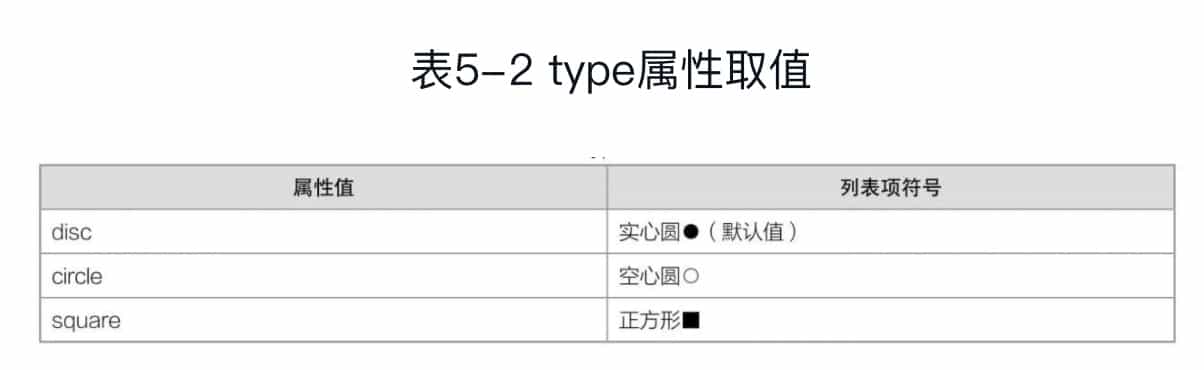 表5-2 type属性取值
属性值 列表项符号
disc 实心圆●（默认值）
circle 空心圆○
square 正方形■